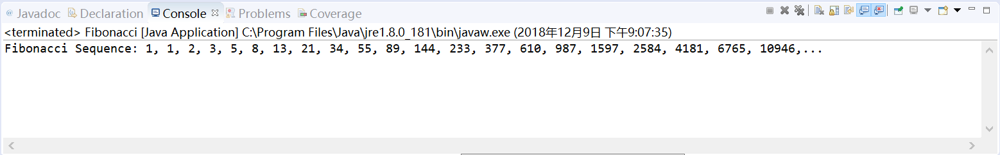 @ Javadoc Declaration Console Problems Coverage
<terminated> Fibonacci [Java Application] C:\Program Files\Java\jre1.8.0_181\bin\javaw.exe (2018年12月9日 下午9:07:35)
Fibonacci Sequence: 1, 1, 2, 3, 5, 8, 13, 21, 34, 55, 89, 144, 233, 377, 610, 987, 1597, 2584, 4181, 6765, 10946,...